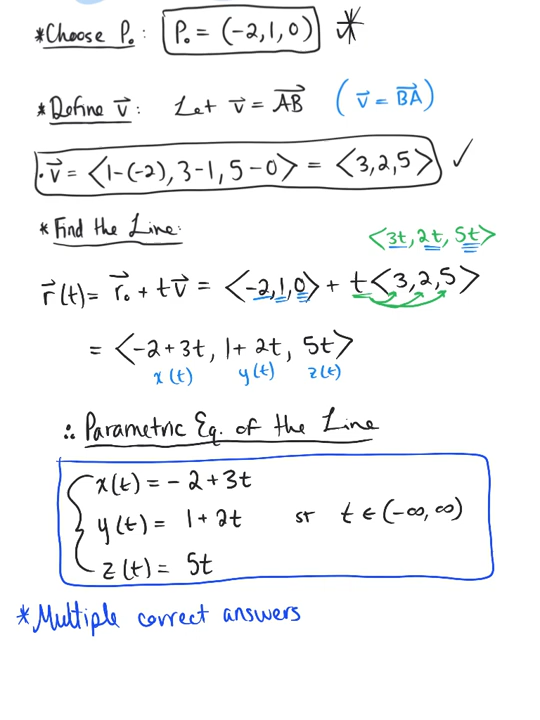 *Choose P₀: P₀ = (-2,1,0) *
*Define v⃗: Let v⃗ = AB⃗ (v⃗ = BA⃗)
v⃗ = <1-(-2), 3-1, 5-0> = <3,2,5> ✓
*Find the Line:
<3t, 2t, 5t>
r⃗(t) = r⃗₀ + tv⃗ = <-2,1,0> + t<3,2,5>
= <-2+3t, 1+2t, 5t>
x(t) y(t) z(t)
∴ Parametric Eq. of the Line
x(t) = -2+3t
y(t) = 1+2t st t ∈ (-∞, ∞)
z(t) = 5t
*Multiple correct answers